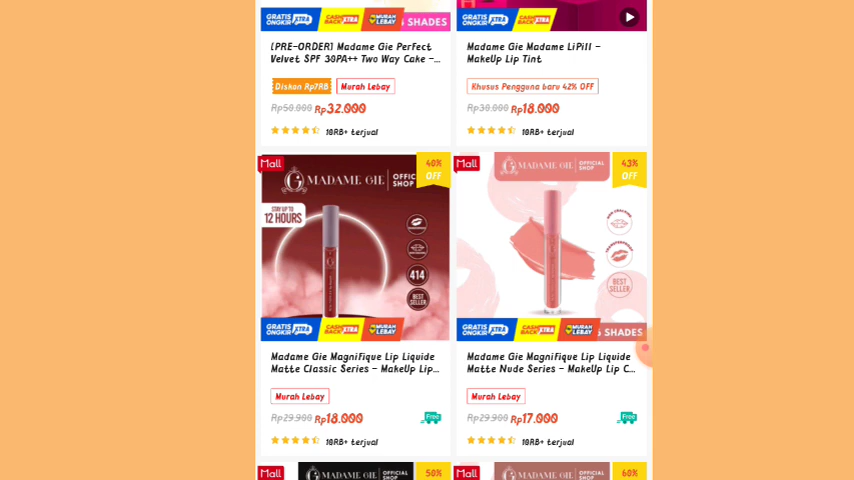 GRATIS ONGKIR XTRA
CASHBACK XTRA
MURAH LEBAY
SHADES
GRATIS ONGKIR XTRA
CASHBACK XTRA
[PRE-ORDER] Madame Gie Perfect
Velvet SPF 30PA++ Two Way Cake - ...
Diskon Rp7RB
Murah Lebay
Rp50.000 Rp32.000
10RB+ terjual
Madame Gie Madame LiPill -
MakeUp Lip Tint
Khusus Pengguna baru 42% OFF
Rp30.000 Rp18.000
10RB+ terjual
Mall
MADAME GIE
OFFICIAL
SHOP
40%
OFF
STAY UP TO
12 HOURS
414
BEST
SELLER
GRATIS ONGKIR XTRA
CASHBACK XTRA
MURAH LEBAY
Mall
MADAME GIE
OFFICIAL
SHOP
43%
OFF
BEST
SELLER
GRATIS ONGKIR XTRA
CASHBACK XTRA
MURAH LEBAY
6 SHADES
Madame Gie Magnifique Lip Liquide
Matte Classic Series - MakeUp Lip...
Murah Lebay
Rp29.900 Rp18.000
Free
10RB+ terjual
Madame Gie Magnifique Lip Liquide
Matte Nude Series - MakeUp Lip C...
Murah Lebay
Rp29.900 Rp17.000
Free
10RB+ terjual
Mall
MADAME GIE
OFFICIAL
SHOP
50%
Mall
MADAME GIE
OFFICIAL
SHOP
60%